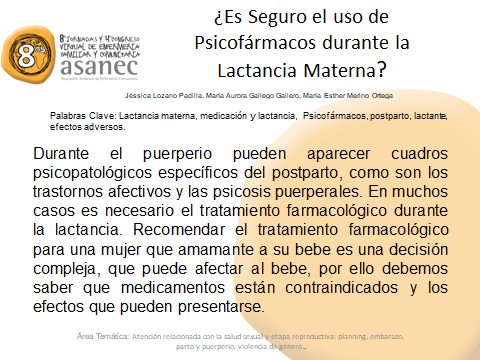 8ªs JORNADAS Y 4º CONGRESO
VIRTUAL DE ENFERMERÍA
FAMILIAR Y COMUNITARIA
asanec
Asociación Andaluza de Enfermería Comunitaria
¿Es Seguro el uso de
Psicofármacos durante la
Lactancia Materna?
Jéssica Lozano Padilla, María Aurora Gallego Gallero, María Esther Merino Ortega
Palabras Clave: Lactancia materna, medicación y lactancia, Psicofármacos, postparto, lactante,
efectos adversos.
Durante el puerperio pueden aparecer cuadros
psicopatológicos específicos del postparto, como son los
trastornos afectivos y las psicosis puerperales. En muchos
casos es necesario el tratamiento farmacológico durante
la lactancia. Recomendar el tratamiento farmacológico
para una mujer que amamante a su bebe es una decisión
compleja, que puede afectar al bebe, por ello debemos
saber que medicamentos están contraindicados y los
efectos que pueden presentarse.
Área Temática: Atención relacionada con la salud sexual y etapa reproductiva: planning, embarazo,
parto y puerperio, violencia de género...